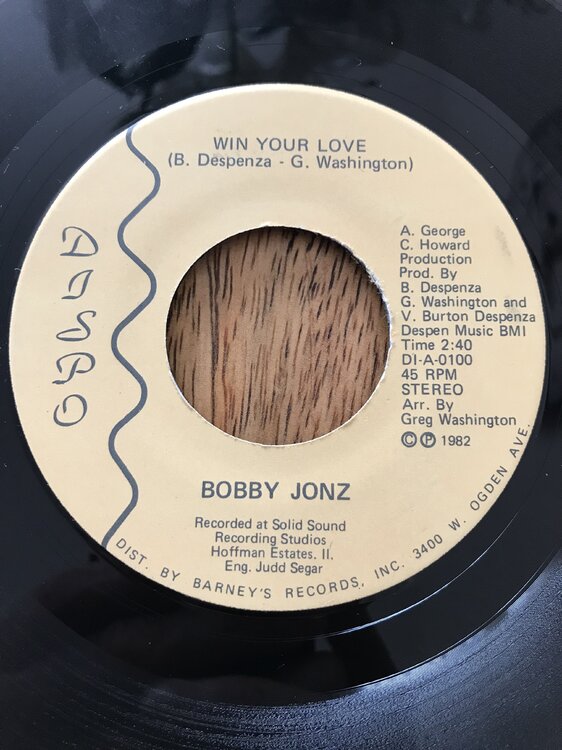 WIN YOUR LOVE
(B. Despenza - G. Washington)
A. George
C. Howard
Production
Prod. By
B. Despenza
G. Washington and
V. Burton Despenza
Despen Music BMI
Time 2:40
DI-A-0100
45 RPM
STEREO
Arr. By
Greg Washington
©℗ 1982
BOBBY JONZ
Recorded at Solid Sound
Recording Studios
Hoffman Estates, Il.
Eng. Judd Segar
DIST. BY BARNEY'S RECORDS, INC. 3400 W. OGDEN AVE.